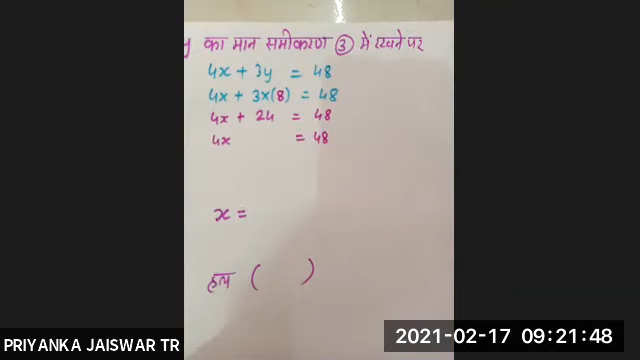 y का मान समीकरण ③ में रखने पर
4x + 3y = 48
4x + 3x(8) = 48
4x + 24 = 48
4x = 48
x =
हल ( )
PRIYANKA JAISWAR TR
2021-02-17 09:21:48